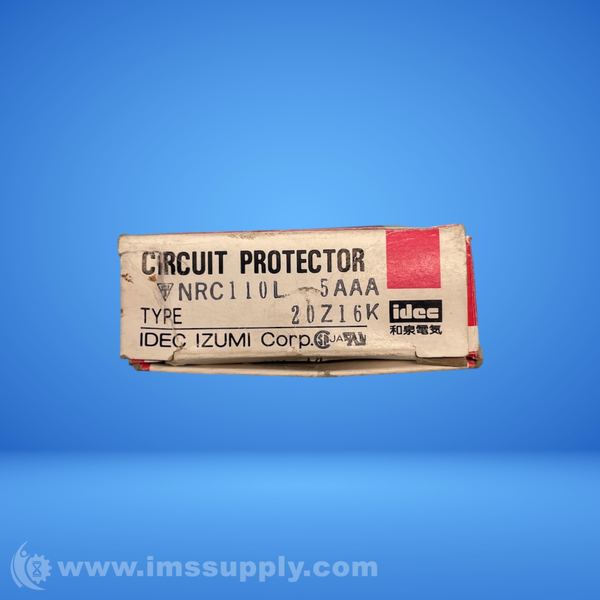 CIRCUIT PROTECTOR
NRC110L 5AAA
TYPE 20Z16K
idec
IDEC IZUMI Corp.
和泉電気
www.imssupply.com